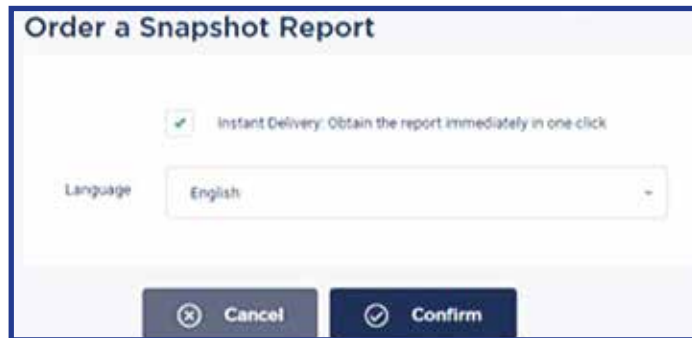 Order a Snapshot Report
Instant Delivery: Obtain the report immediately in one click
Language
English
Cancel
Confirm